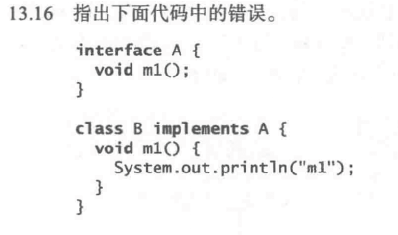 13.16 指出下面代码中的错误。
interface A {
void m1();
}
class B implements A {
void m1() {
System.out.println("m1");
}
}